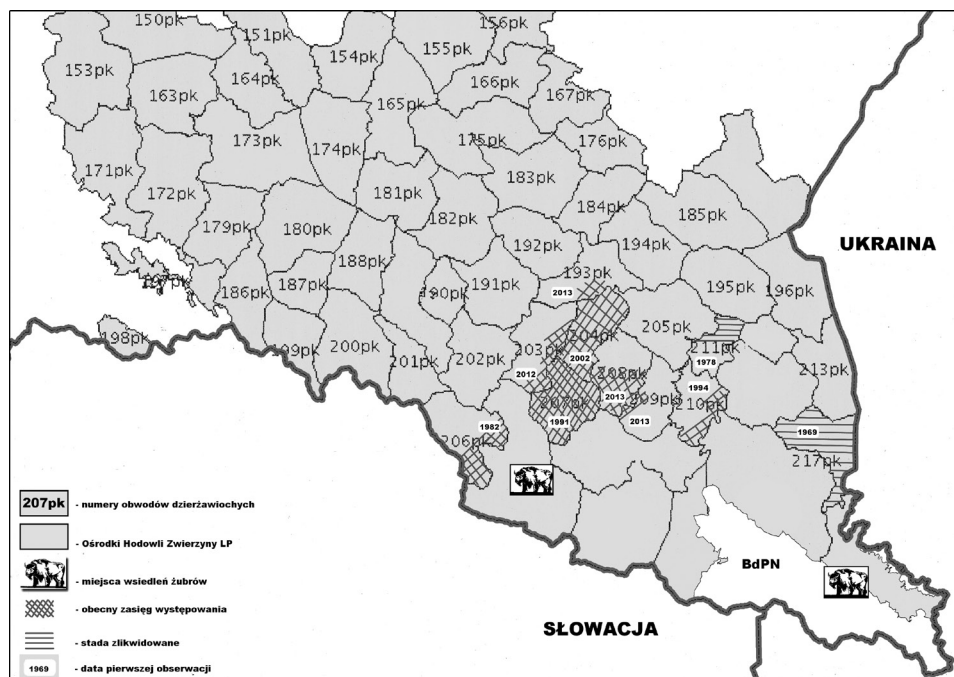 150pk
151pk
154pk
155pk
156pk
153pk
163pk
164pk
165pk
166pk
167pk
173pk
174pk
175pk
176pk
171pk
172pk
181pk
182pk
183pk
184pk
185pk
179pk
180pk
192pk
194pk
UKRAINA
188pk
186pk
187pk
190pk
191pk
193pk
2013
195pk
196pk
198pk
199pk
200pk
201pk
202pk
203pk
204pk
205pk
211pk
2002
1978
213pk
2012
208pk
1994
207pk
2013
209pk
210pk
1982
1991
2013
1969
206pk
217pk
207pk - numery obwodów dzierżawiochych
Ośrodki Hodowli Zwierzyny LP
BdPN
- miejsca wsiedleń żubrów
- obecny zasięg występowania
SŁOWACJA
- stada zlikwidowane
1969 - data pierwszej obserwacji